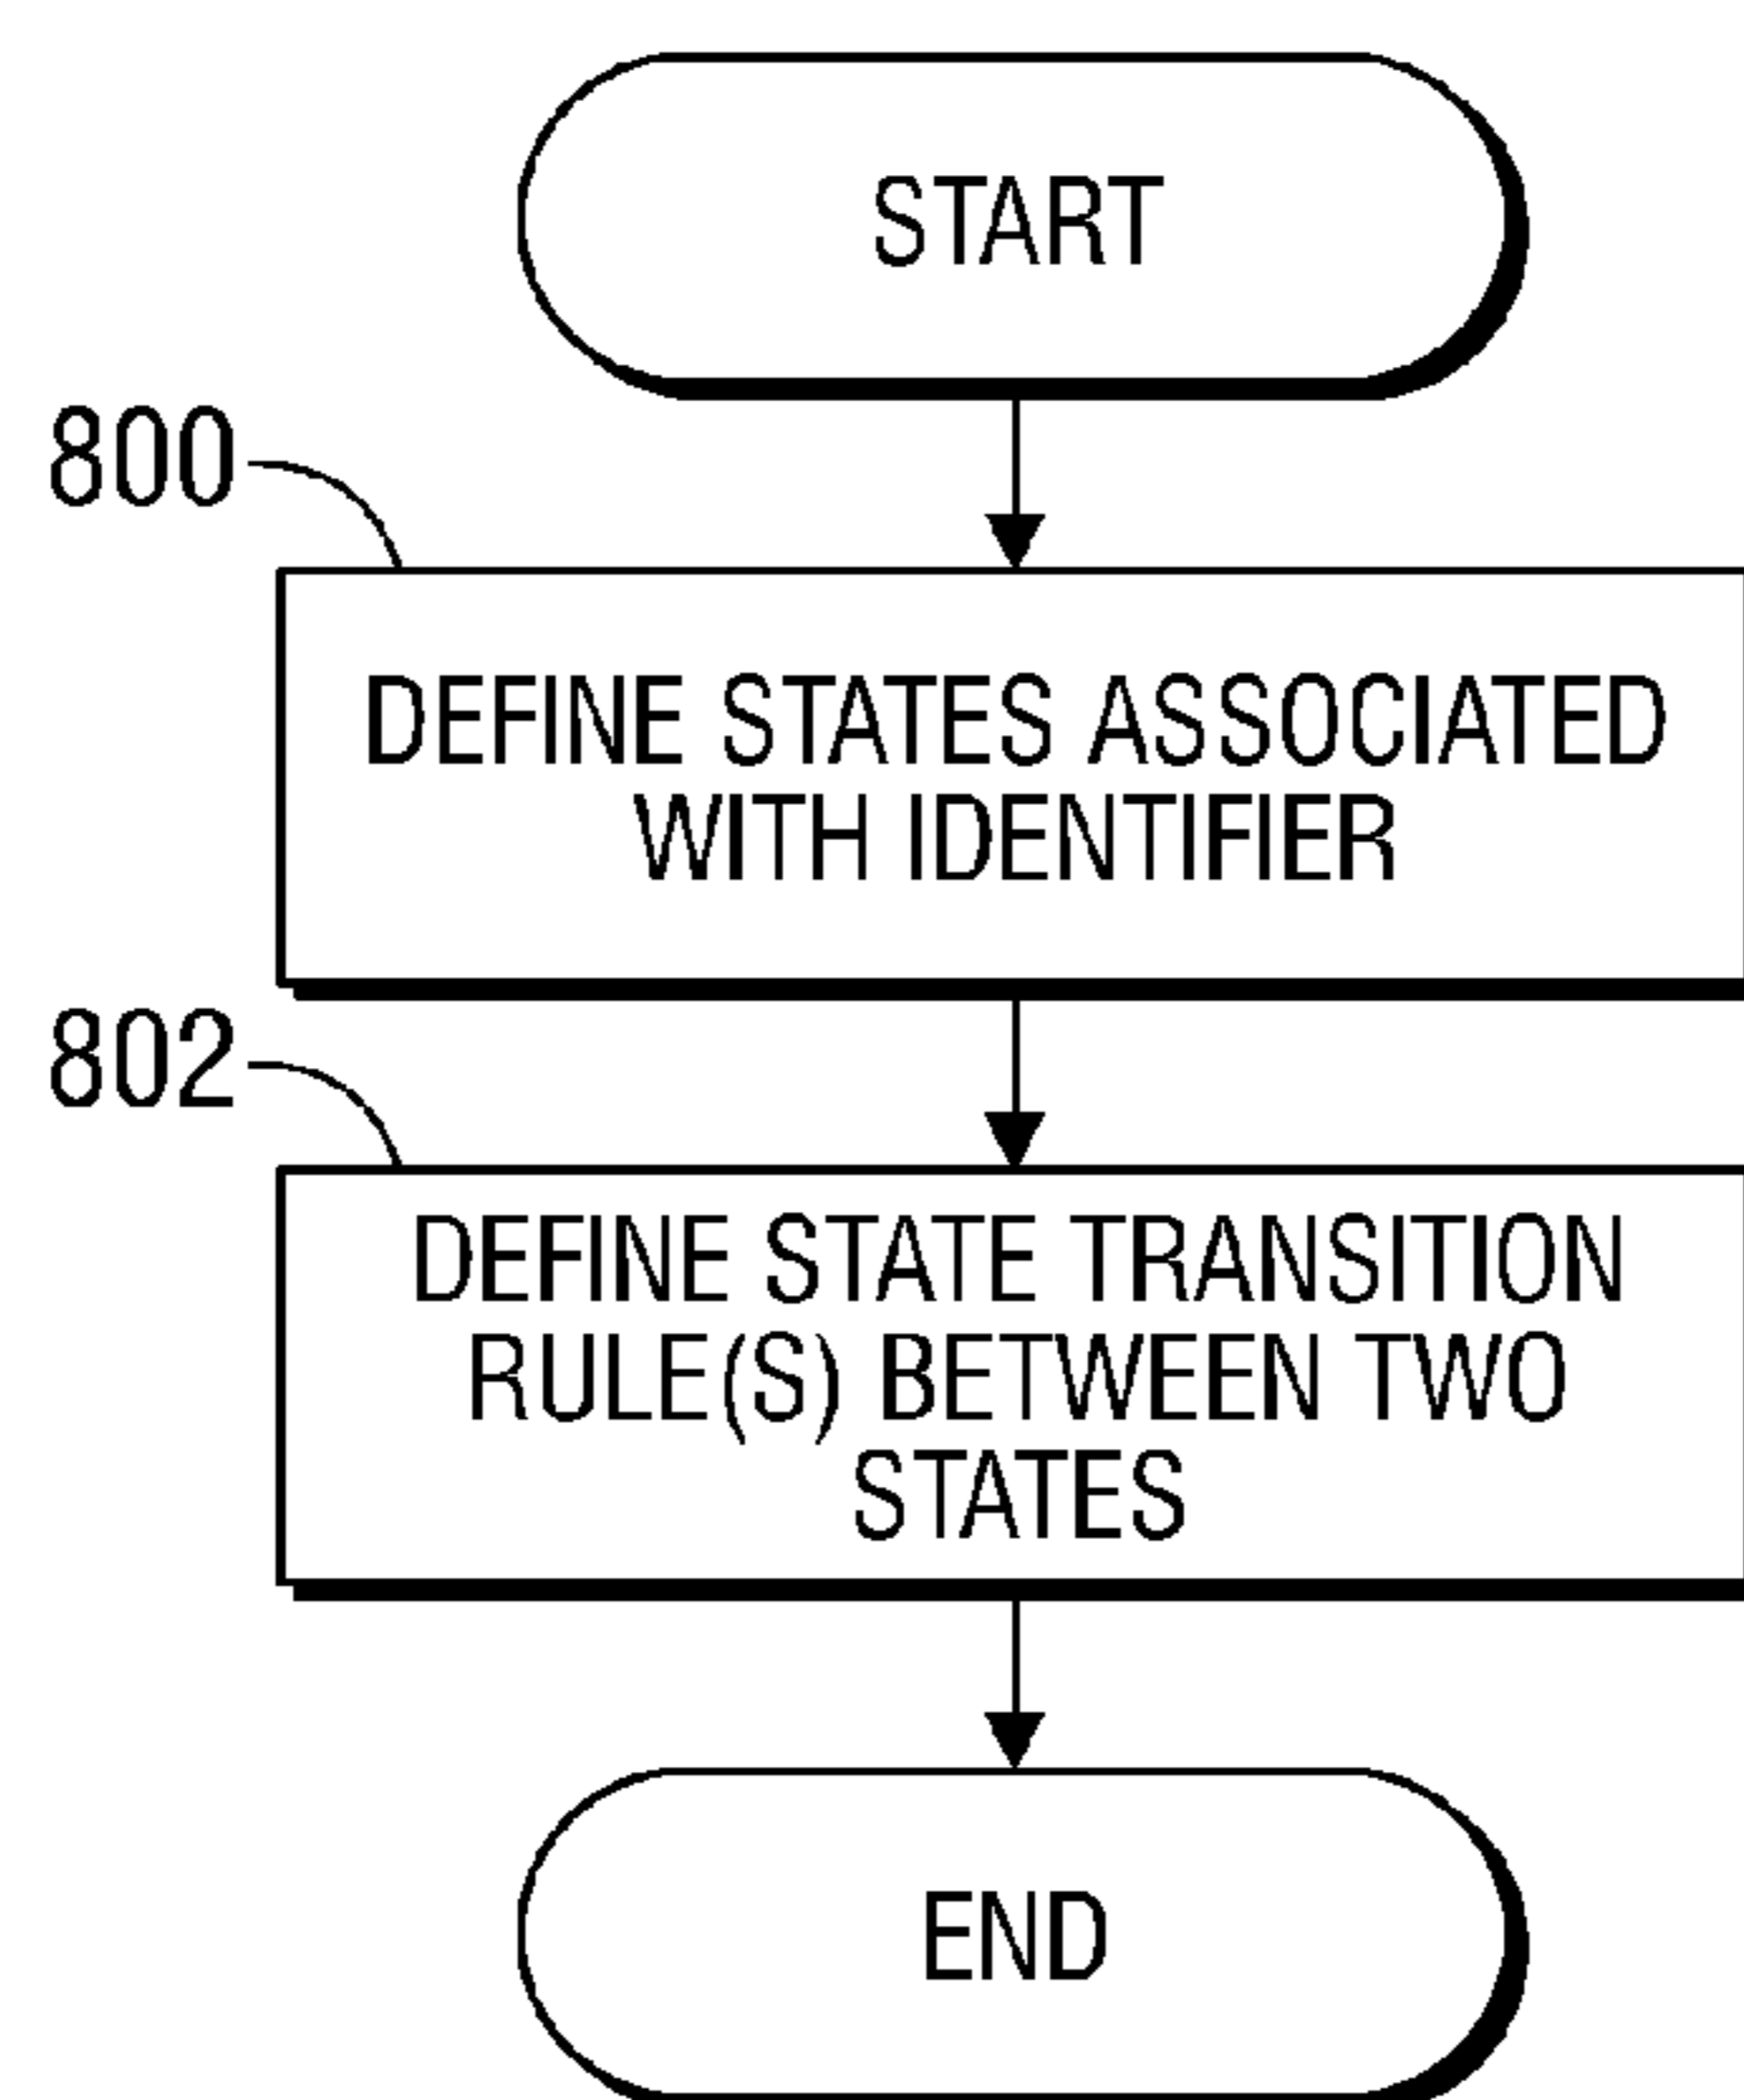 START
800
DEFINE STATES ASSOCIATED
WITH IDENTIFIER
802
DEFINE STATE TRANSITION
RULE(S) BETWEEN TWO
STATES
END